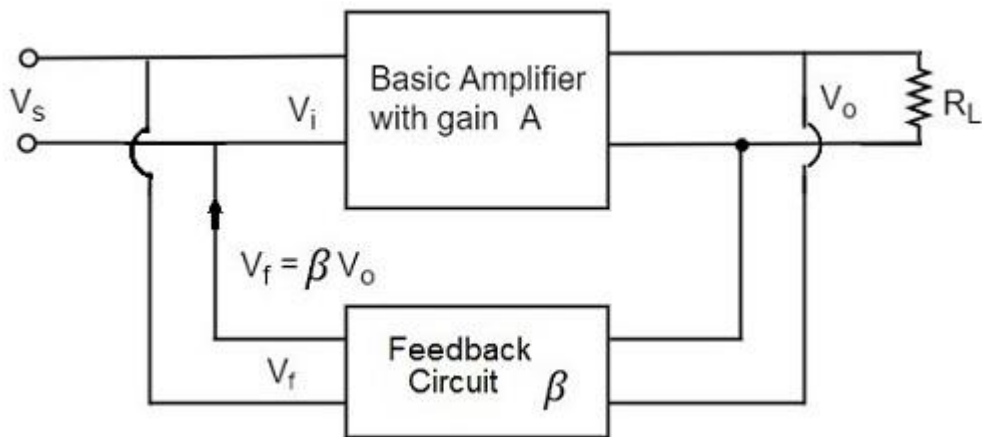 Basic Amplifier
with gain A
Vs
Vi
Vo
RL
Vf = β Vo
Feedback
Circuit β
Vf